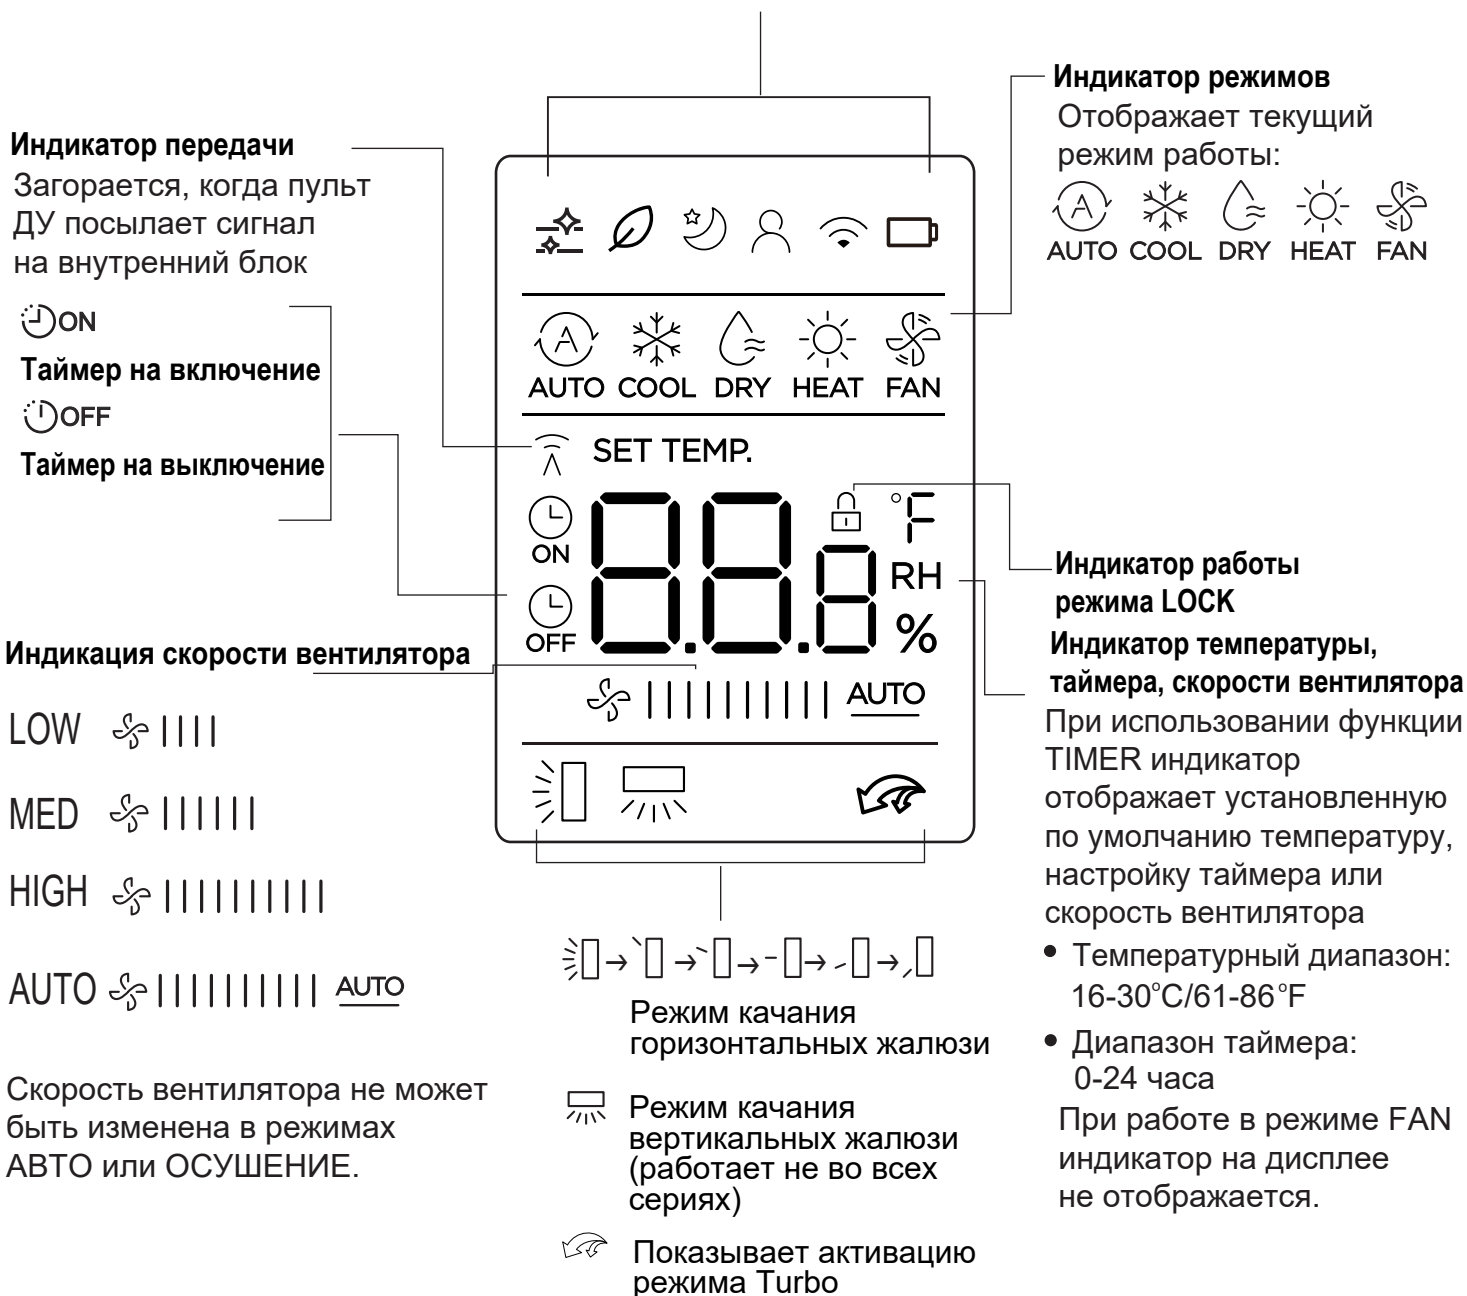 Индикатор передачи
Загорается, когда пульт
ДУ посылает сигнал
на внутренний блок
ON
Таймер на включение
OFF
Таймер на выключение
Индикация скорости вентилятора
LOW
MED
HIGH
AUTO AUTO
Скорость вентилятора не может
быть изменена в режимах
АВТО или ОСУШЕНИЕ.
A
AUTO COOL DRY HEAT FAN
SET TEMP.
ON
OFF
88.8
°F
RH
%
AUTO
Режим качания
горизонтальных жалюзи
Режим качания
вертикальных жалюзи
(работает не во всех
сериях)
Показывает активацию
режима Turbo
Индикатор режимов
Отображает текущий
режим работы:
A
AUTO COOL DRY HEAT FAN
Индикатор работы
режима LOCK
Индикатор температуры,
таймера, скорости вентилятора
При использовании функции
TIMER индикатор
отображает установленную
по умолчанию температуру,
настройку таймера или
скорость вентилятора
• Температурный диапазон:
16-30°C/61-86°F
• Диапазон таймера:
0-24 часа
При работе в режиме FAN
индикатор на дисплее
не отображается.